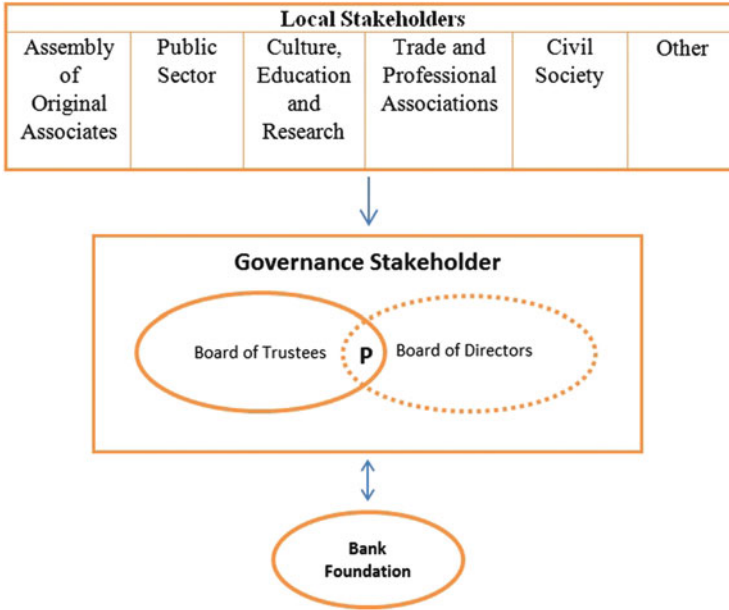 Local Stakeholders
Assembly
of
Original
Associates
Public
Sector
Culture,
Education
and
Research
Trade and
Professional
Associations
Civil
Society
Other
Governance Stakeholder
Board of Trustees
P
Board of Directors
Bank
Foundation